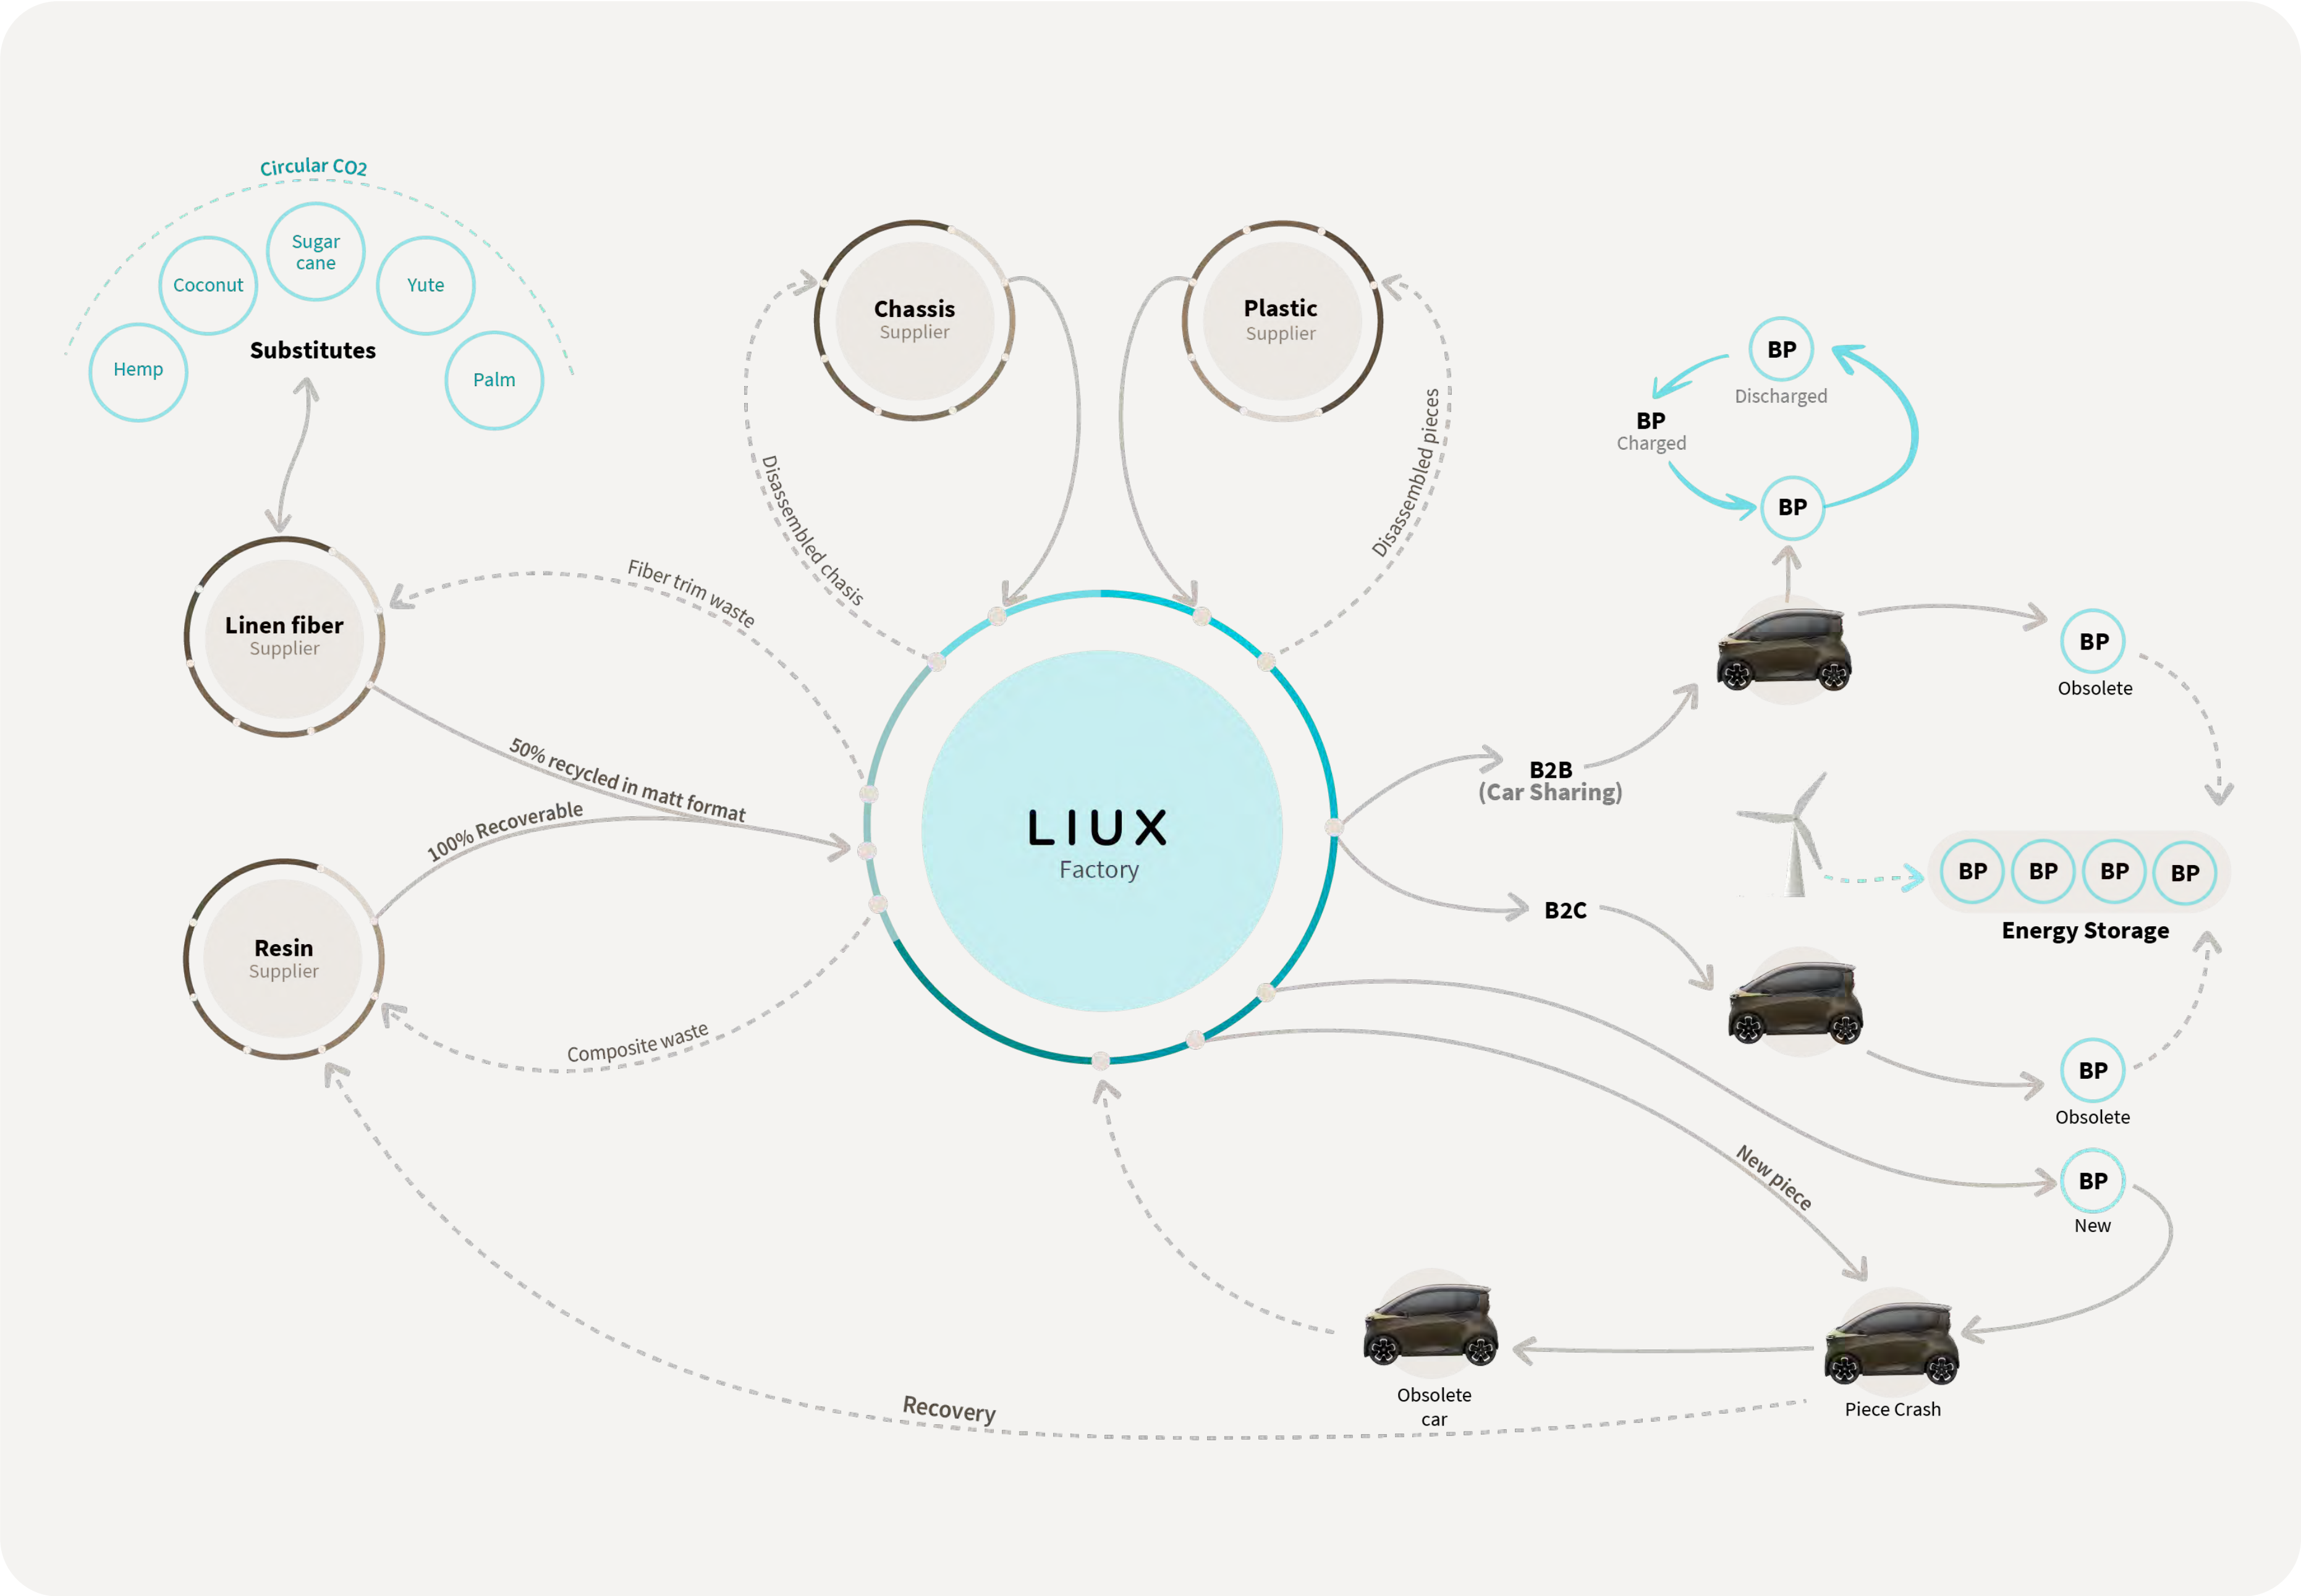 Circular CO2
Sugar
cane
Coconut
Yute
Hemp
Palm
Substitutes
Chassis
Supplier
Plastic
Supplier
BP
Discharged
BP
Charged
BP
Disassembled chasis
Disassembled pieces
Fiber trim waste
Linen fiber
Supplier
50% recycled in matt format
100% Recoverable
Resin
Supplier
Composite waste
LIUX
Factory
B2B
(Car Sharing)
B2C
BP
Obsolete
BP
BP
BP
BP
Energy Storage
BP
Obsolete
BP
New
New piece
Obsolete
car
Piece Crash
Recovery